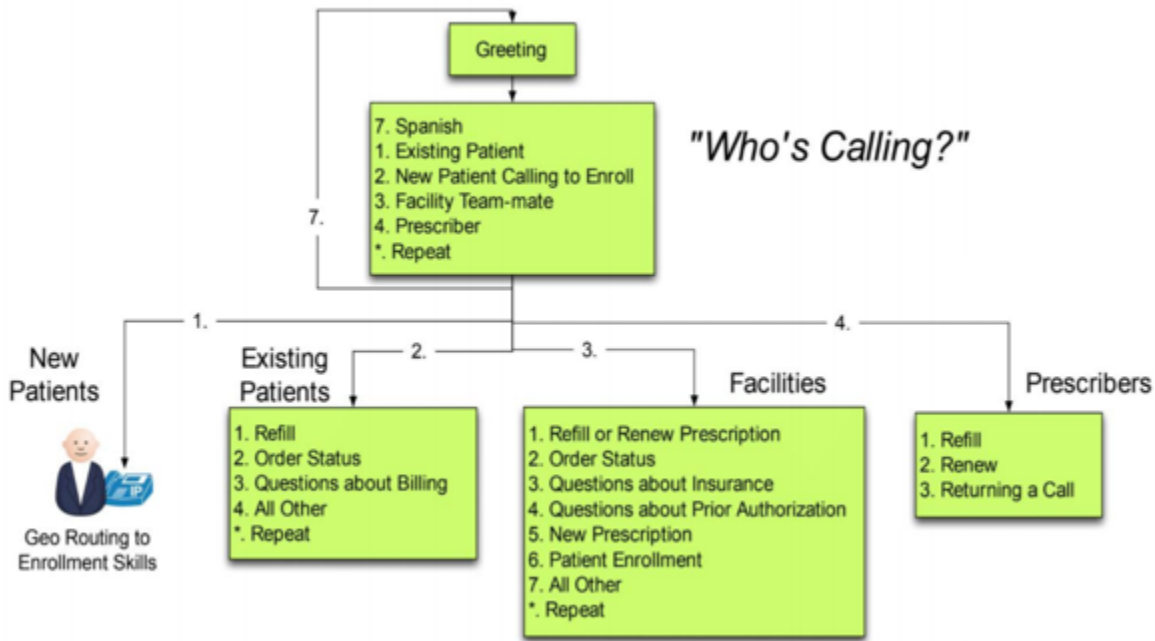 Greeting
7. Spanish
1. Existing Patient
2. New Patient Calling to Enroll
3. Facility Team-mate
4. Prescriber
*. Repeat
"Who's Calling?"
7.
1.
2.
3.
4.
New
Patients
Geo Routing to
Enrollment Skills
IP
Existing
Patients
1. Refill
2. Order Status
3. Questions about Billing
4. All Other
*. Repeat
Facilities
1. Refill or Renew Prescription
2. Order Status
3. Questions about Insurance
4. Questions about Prior Authorization
5. New Prescription
6. Patient Enrollment
7. All Other
*. Repeat
Prescribers
1. Refill
2. Renew
3. Returning a Call